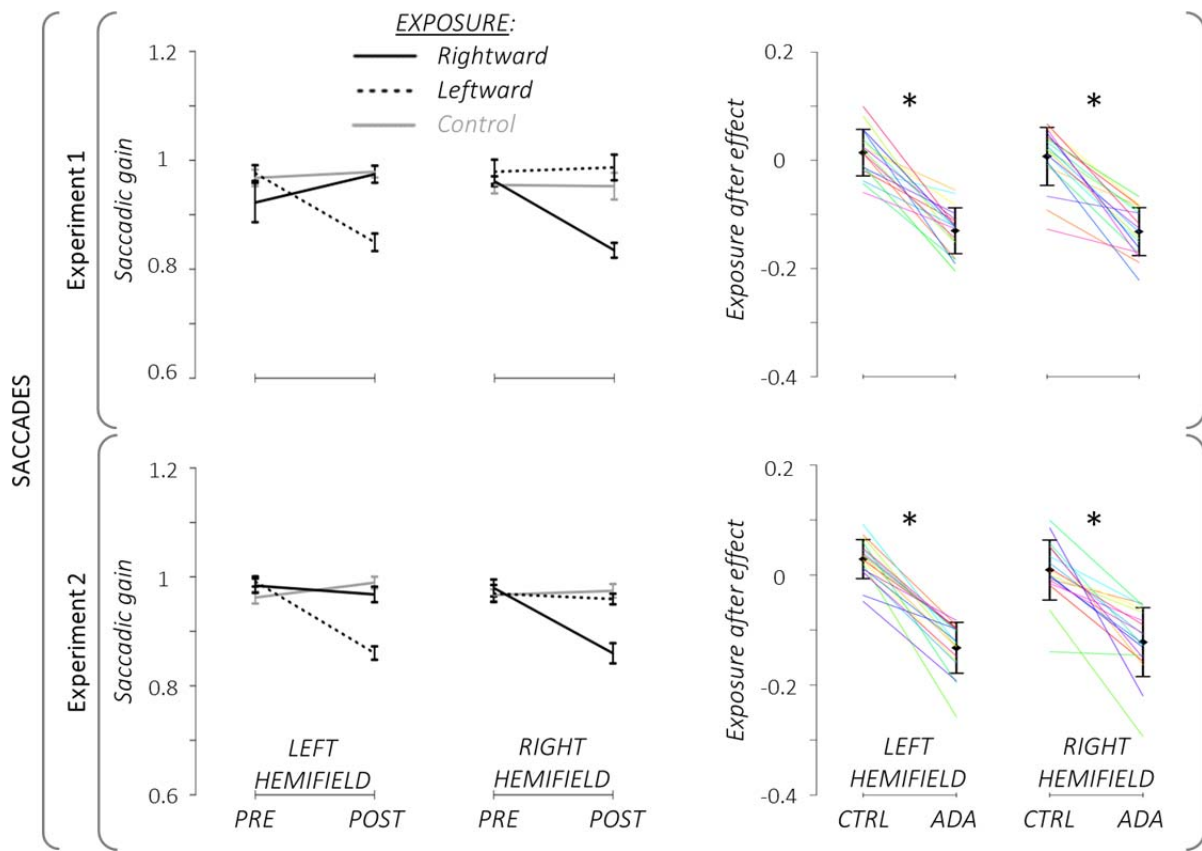 SACCADES
Experiment 1
Saccadic gain
1.2
1
0.8
0.6
EXPOSURE:
Rightward
Leftward
Control
Exposure after effect
0.2
0
-0.2
-0.4
*
*
Experiment 2
Saccadic gain
1.2
1
0.8
0.6
LEFT
HEMIFIELD
RIGHT
HEMIFIELD
PRE
POST
PRE
POST
Exposure after effect
0.2
0
-0.2
-0.4
*
*
LEFT
HEMIFIELD
RIGHT
HEMIFIELD
CTRL
ADA
CTRL
ADA